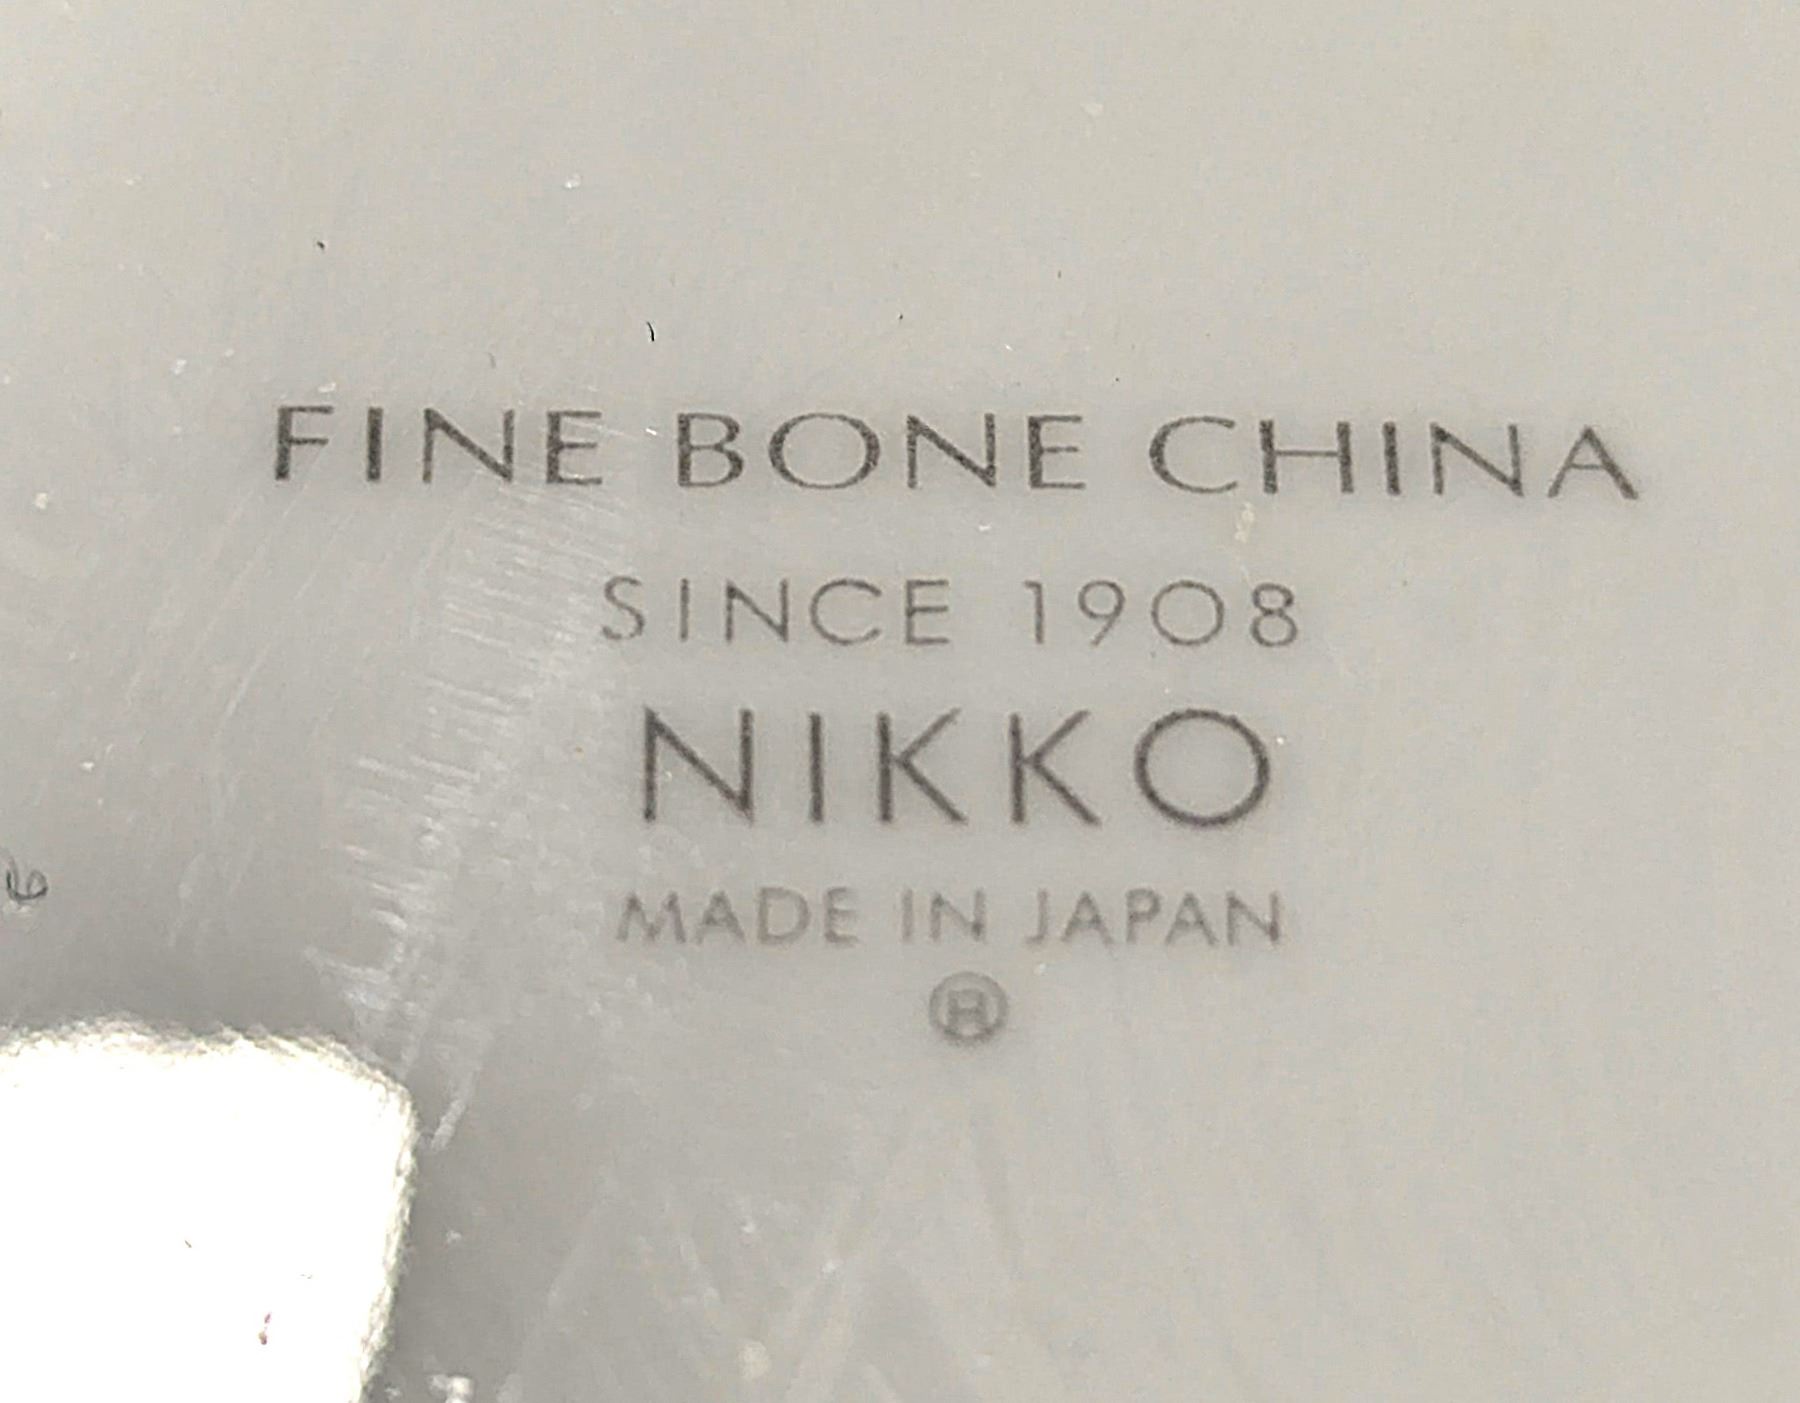 FINE BONE CHINA
SINCE 1908
NIKKO
MADE IN JAPAN
®